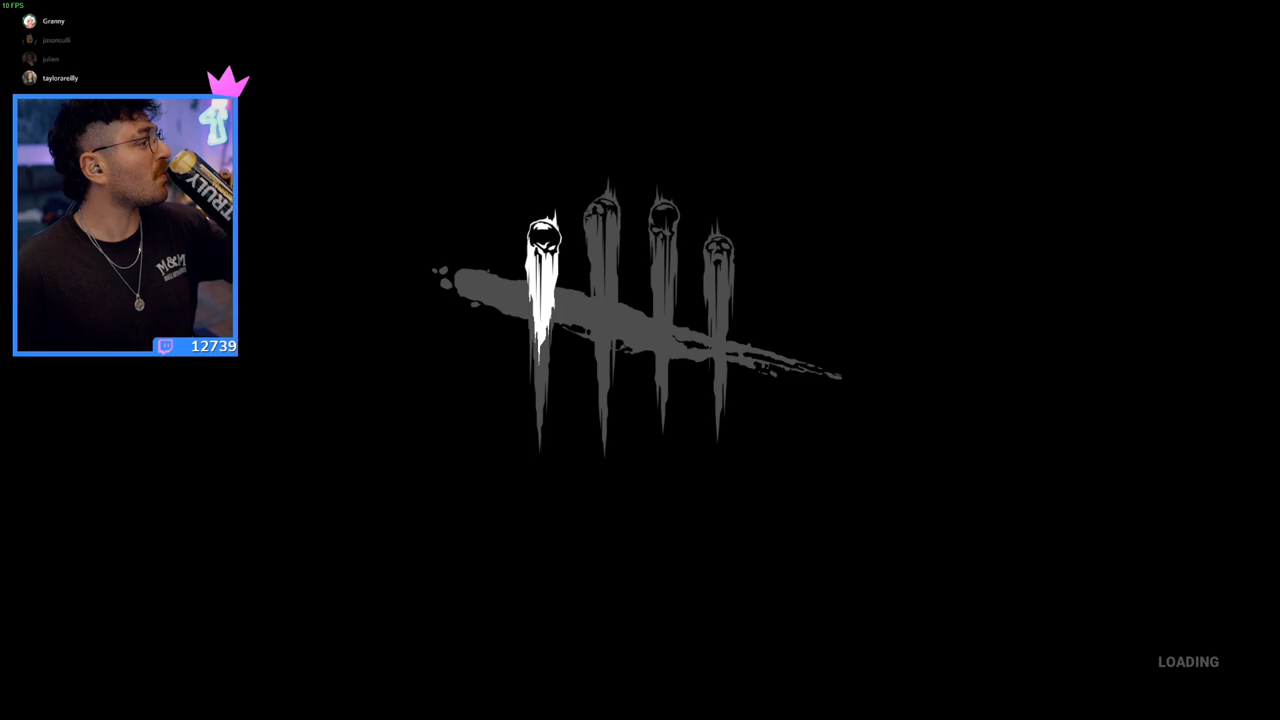 10 FPS
Granny
jasonsulli
julien
taylorareilly
TRULY
M&M
12739
LOADING